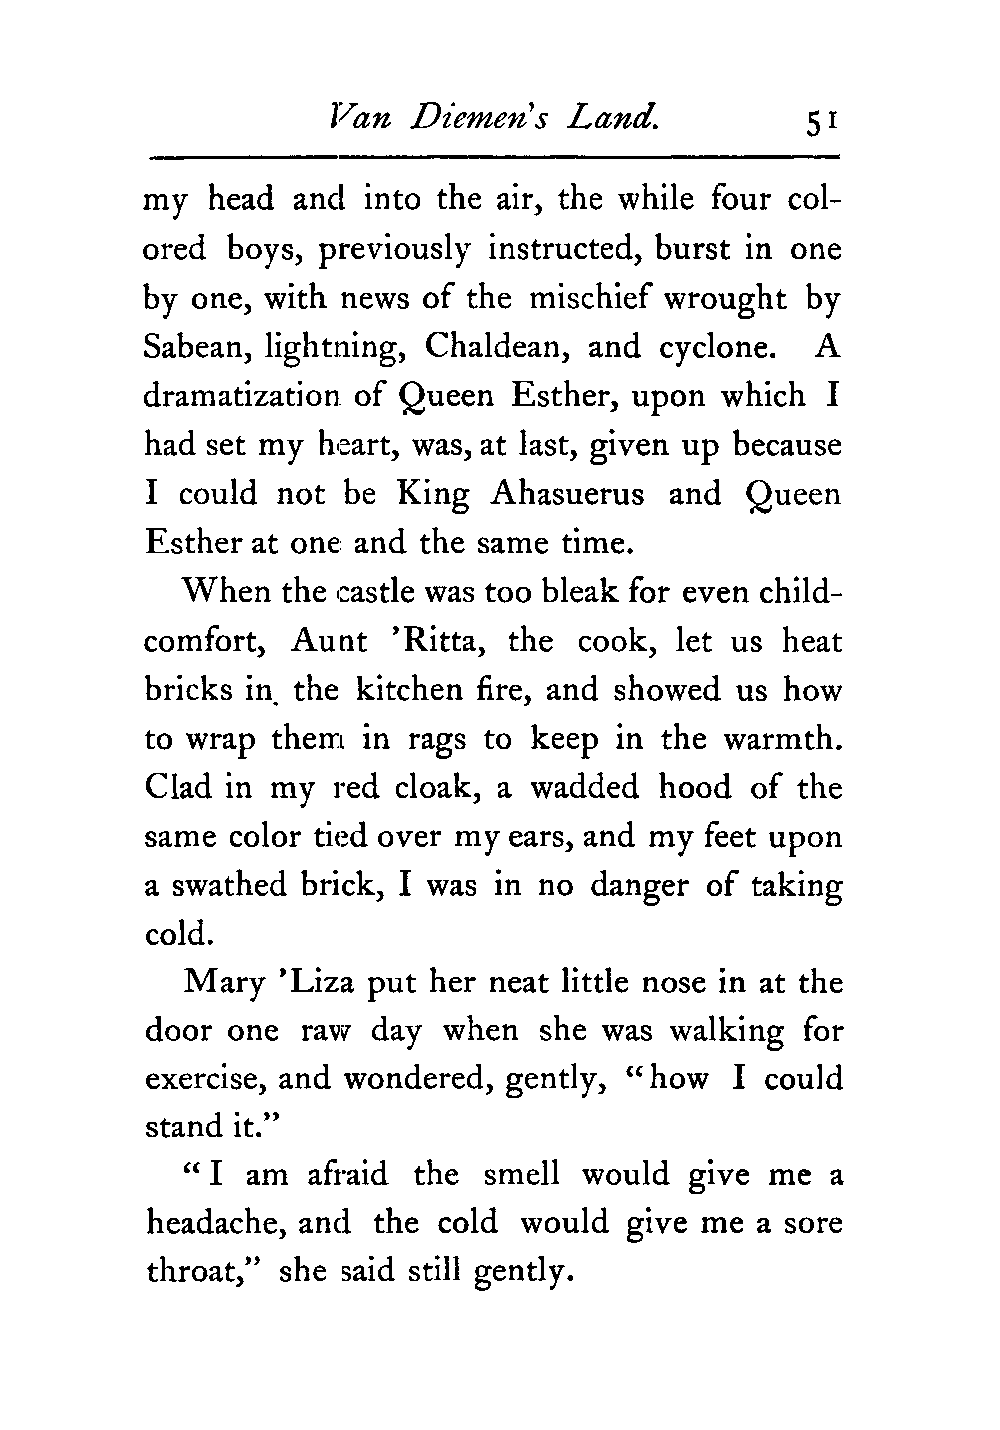 Van Diemen's Land. 51
my head and into the air, the while four col-
ored boys, previously instructed, burst in one
by one, with news of the mischief wrought by
Sabean, lightning, Chaldean, and cyclone. A
dramatization of Queen Esther, upon which I
had set my heart, was, at last, given up because
I could not be King Ahasuerus and Queen
Esther at one and the same time.
When the castle was too bleak for even child-
comfort, Aunt 'Ritta, the cook, let us heat
bricks in the kitchen fire, and showed us how
to wrap them in rags to keep in the warmth.
Clad in my red cloak, a wadded hood of the
same color tied over my ears, and my feet upon
a swathed brick, I was in no danger of taking
cold.
Mary 'Liza put her neat little nose in at the
door one raw day when she was walking for
exercise, and wondered, gently, "how I could
stand it."
"I am afraid the smell would give me a
headache, and the cold would give me a sore
throat," she said still gently.